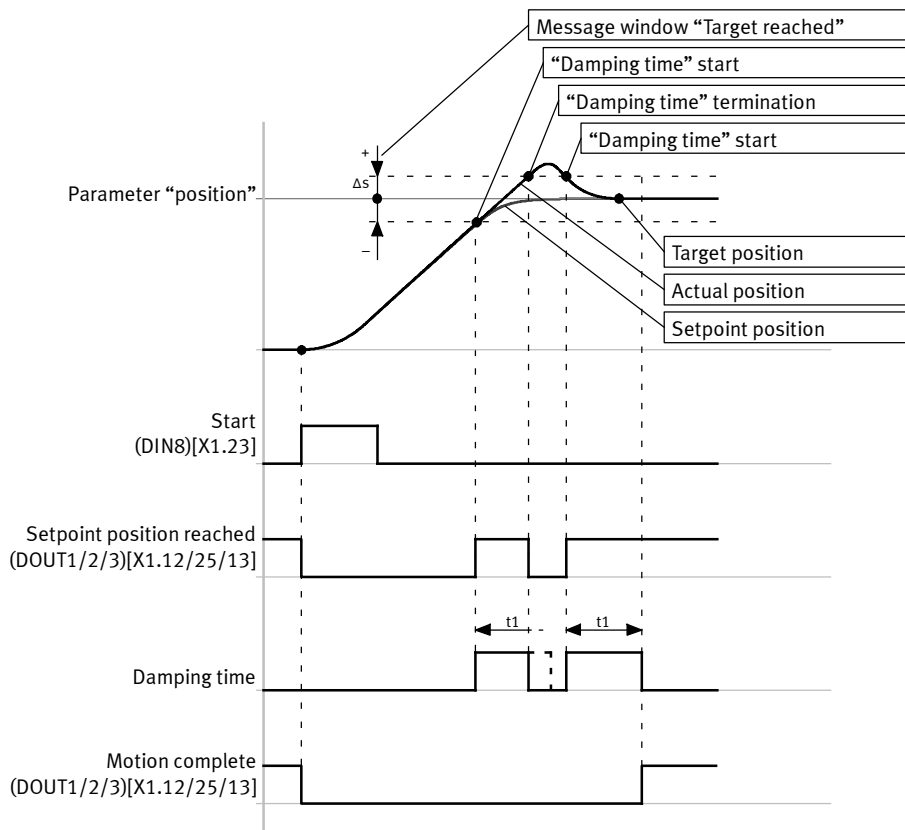 Message window “Target reached”
“Damping time” start
“Damping time” termination
“Damping time” start
+
Δs
Parameter “position”
–
Target position
Actual position
Setpoint position
Start
(DIN8)[X1.23]
Setpoint position reached
(DOUT1/2/3)[X1.12/25/13]
t1
t1
Damping time
Motion complete
(DOUT1/2/3)[X1.12/25/13]